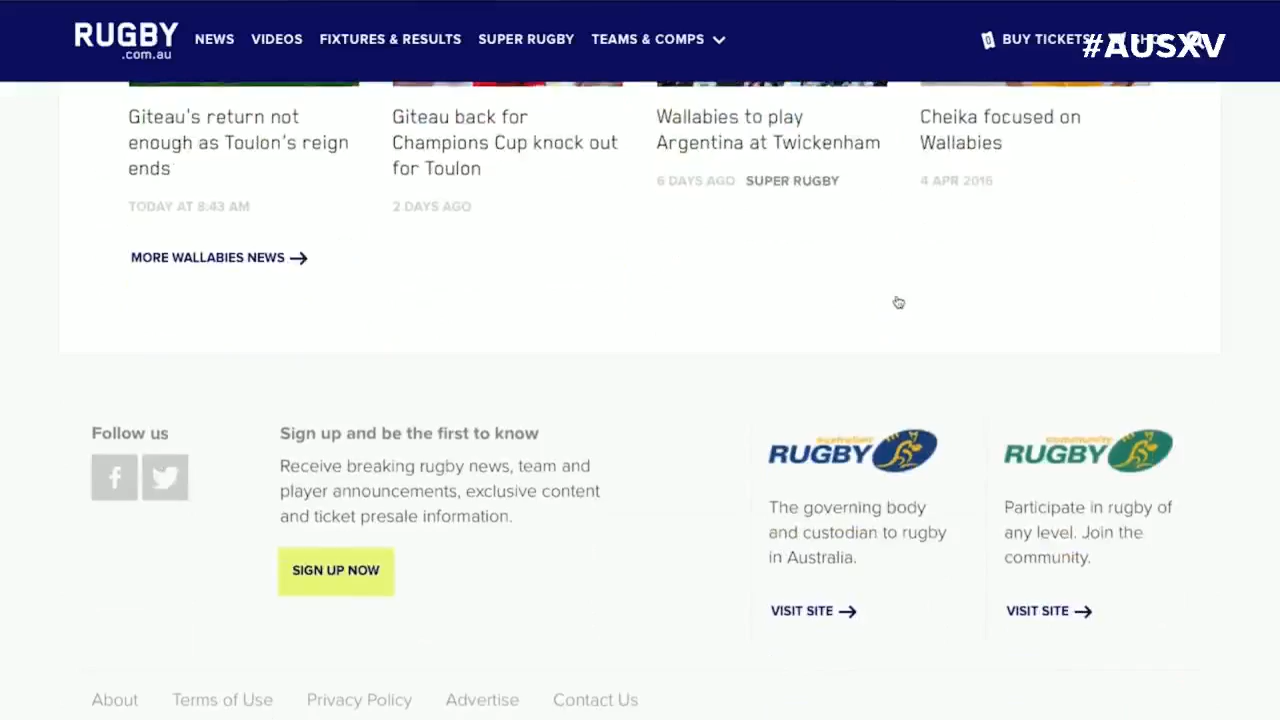 RUGBY
.com.au
NEWS VIDEOS FIXTURES & RESULTS SUPER RUGBY TEAMS & COMPS
BUY TICKETS
#AUSXV
Giteau's return not
enough as Toulon's reign
ends
TODAY AT 8:43 AM
Giteau back for
Champions Cup knock out
for Toulon
2 DAYS AGO
Wallabies to play
Argentina at Twickenham
6 DAYS AGO SUPER RUGBY
Cheika focused on
Wallabies
4 APR 2016
MORE WALLABIES NEWS
Follow us
Sign up and be the first to know
Receive breaking rugby news, team and
player announcements, exclusive content
and ticket presale information.
SIGN UP NOW
australian
RUGBY
The governing body
and custodian to rugby
in Australia.
VISIT SITE
community
RUGBY
Participate in rugby of
any level. Join the
community.
VISIT SITE
About Terms of Use Privacy Policy Advertise Contact Us